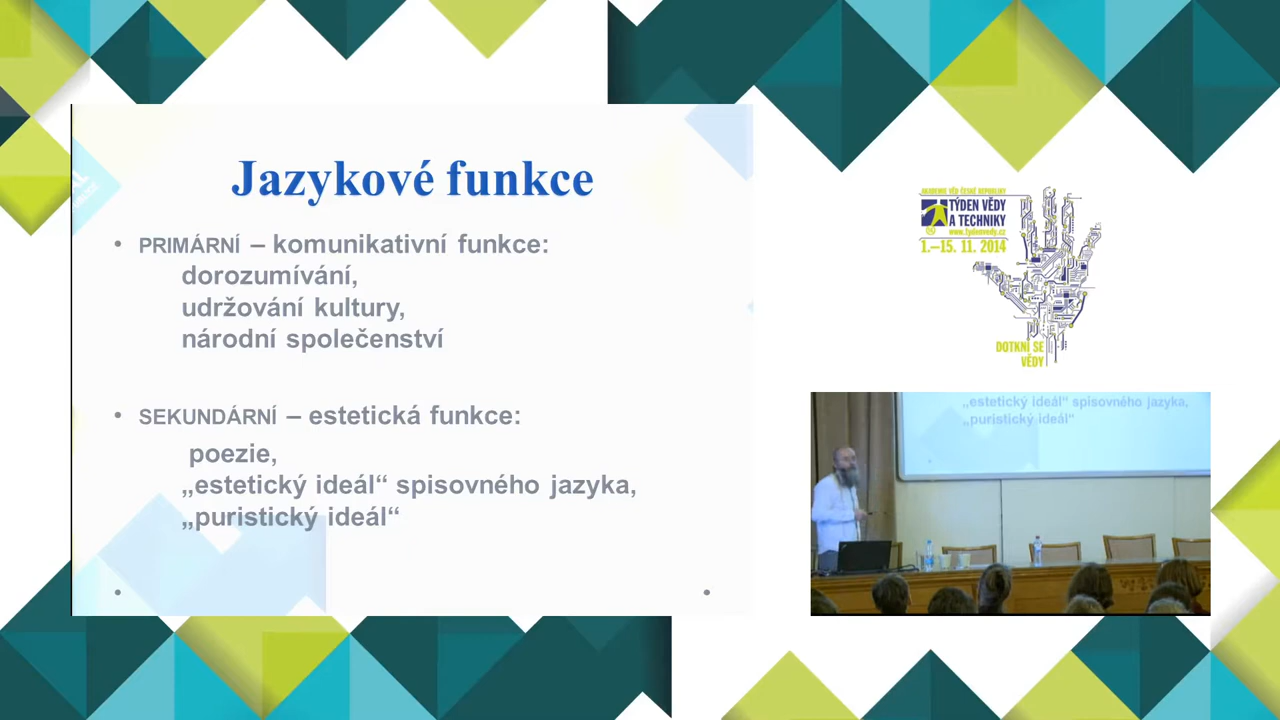 Jazykové funkce
• PRIMÁRNÍ – komunikativní funkce:
dorozumívání,
udržování kultury,
národní společenství
• SEKUNDÁRNÍ – estetická funkce:
poezie,
„estetický ideál“ spisovného jazyka,
„puristický ideál“
AKADEMIE VĚD ČESKÉ REPUBLIKY
TÝDEN VĚDY
A TECHNIKY
www.tydenvedy.cz
1.–15. 11. 2014
DOTKNI SE
VĚDY
„estetický ideál“ spisovného jazyka,
„puristický ideál“